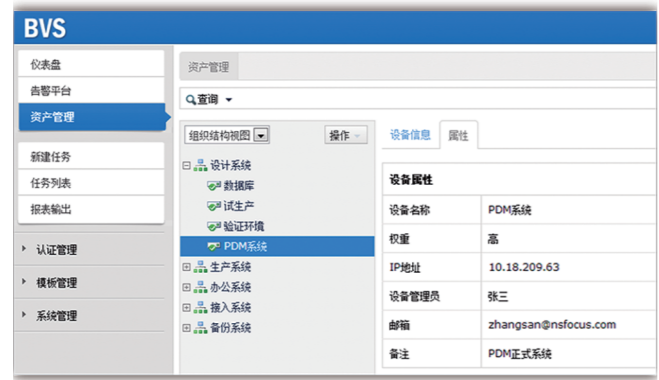 BVS
仪表盘
告警平台
资产管理
新建任务
任务列表
报表输出
认证管理
模板管理
系统管理
资产管理
查询
组织结构视图
操作
设计系统
数据库
试生产
验证环境
PDM系统
生产系统
办公系统
接入系统
备份系统
设备信息 属性
设备属性
设备名称 PDM系统
权重 高
IP地址 10.18.209.63
设备管理员 张三
邮箱 zhangsan@nsfocus.com
备注 PDM正式系统